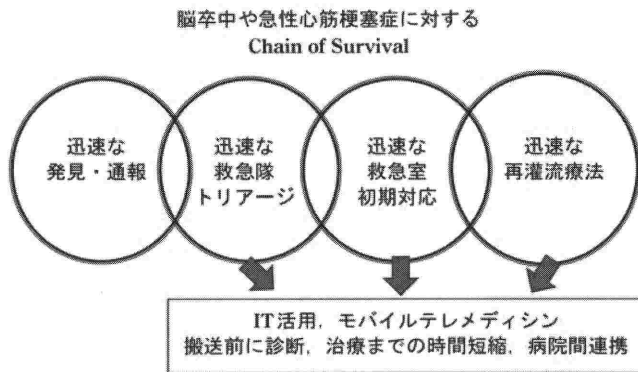 脳卒中や急性心筋梗塞症に対する
Chain of Survival
迅速な
発見・通報
迅速な
救急隊
トリアージ
迅速な
救急室
初期対応
迅速な
再灌流療法
IT活用，モバイルテレメディシン
搬送前に診断，治療までの時間短縮，病院間連携